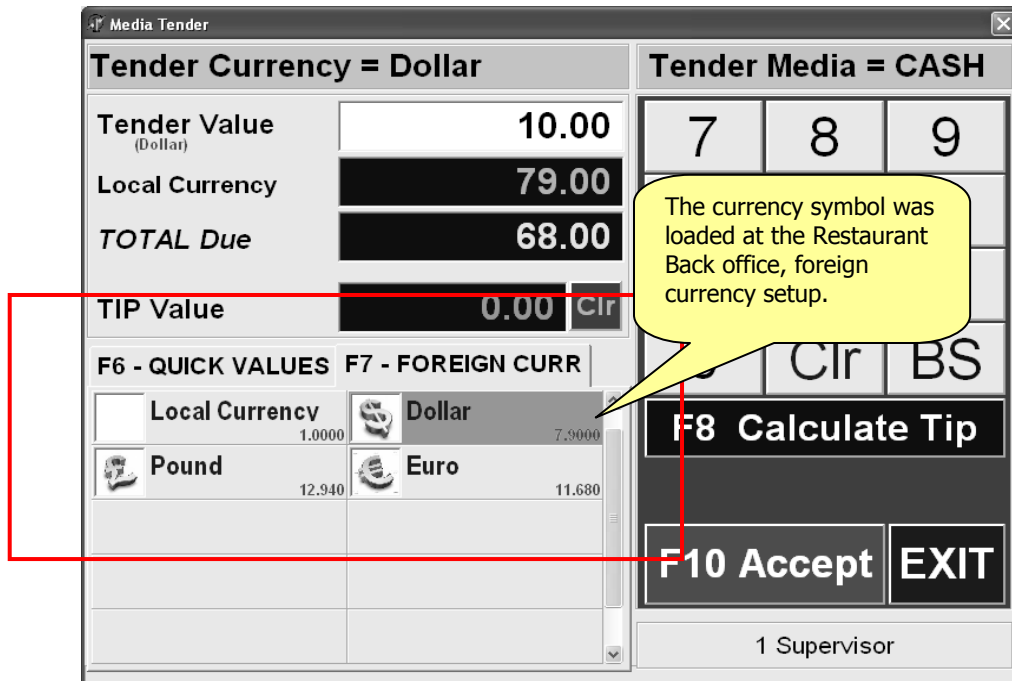 Media Tender
Tender Currency = Dollar
Tender Media = CASH
Tender Value
(Dollar)
10.00
Local Currency
79.00
TOTAL Due
68.00
TIP Value
0.00
Clr
7 8 9
The currency symbol was
loaded at the Restaurant
Back office, foreign
currency setup.
F6 - QUICK VALUES
F7 - FOREIGN CURR
Local Currency
1.0000
Dollar
7.9000
Pound
12.940
Euro
11.680
Clr BS
F8 Calculate Tip
F10 Accept
EXIT
1 Supervisor